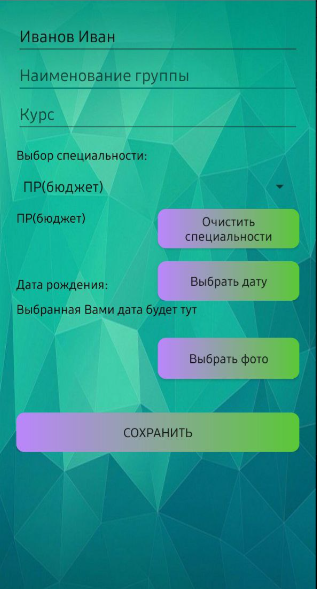 Иванов Иван
Наименование группы
Курс
Выбор специальности:
ПР(бюджет)
ПР(бюджет)
Очистить
специальности
Дата рождения:
Выбрать дату
Выбранная Вами дата будет тут
Выбрать фото
СОХРАНИТЬ